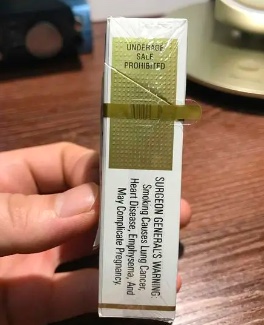 UNDERAGE
SALE
PROHIBITED
SURGEON GENERAL'S WARNING
Smoking Causes Lung Cancer,
Heart Disease, Emphysema, And
May Complicate Pregnancy.